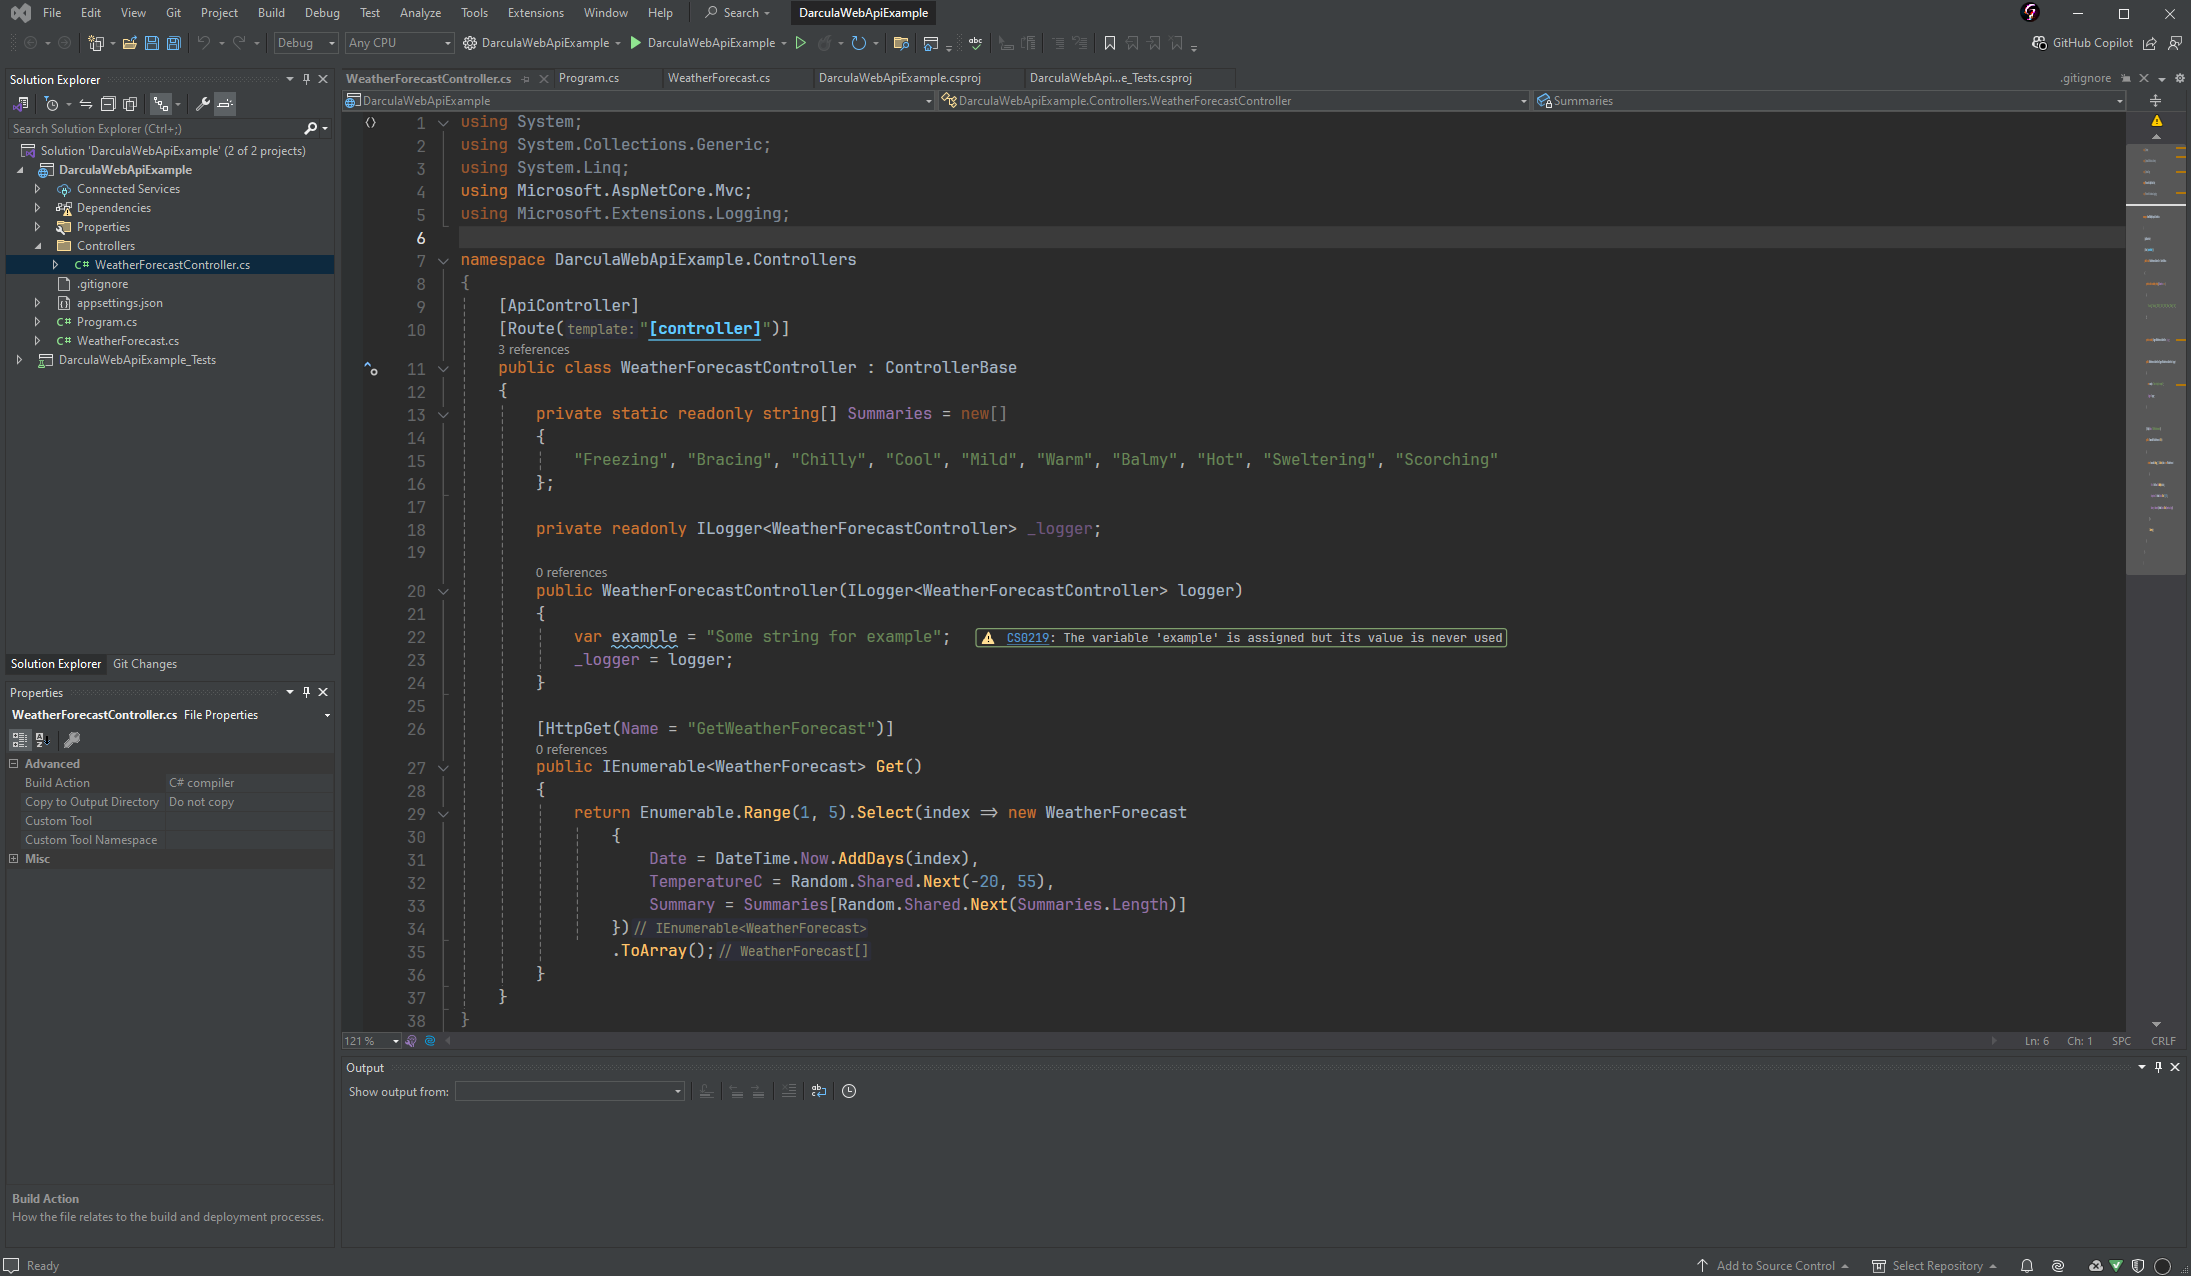 File Edit View Git Project Build Debug Test Analyze Tools Extensions Window Help Search DarculaWebApiExample
Debug Any CPU DarculaWebApiExample DarculaWebApiExample GitHub Copilot
Solution Explorer
Search Solution Explorer (Ctrl+;)
Solution 'DarculaWebApiExample' (2 of 2 projects)
DarculaWebApiExample
Connected Services
Dependencies
Properties
Controllers
C# WeatherForecastController.cs
.gitignore
appsettings.json
C# Program.cs
C# WeatherForecast.cs
DarculaWebApiExample_Tests
Solution Explorer Git Changes
Properties
WeatherForecastController.cs File Properties
Advanced
Build Action C# compiler
Copy to Output Directory Do not copy
Custom Tool
Custom Tool Namespace
Misc
Build Action
How the file relates to the build and deployment processes.
WeatherForecastController.cs Program.cs WeatherForecast.cs DarculaWebApiExample.csproj DarculaWebApi...e_Tests.csproj .gitignore
DarculaWebApiExample DarculaWebApiExample.Controllers.WeatherForecastController Summaries
1 using System;
2 using System.Collections.Generic;
3 using System.Linq;
4 using Microsoft.AspNetCore.Mvc;
5 using Microsoft.Extensions.Logging;
6
7 namespace DarculaWebApiExample.Controllers
8 {
9 [ApiController]
10 [Route(template: "[controller]")]
3 references
11 public class WeatherForecastController : ControllerBase
12 {
13 private static readonly string[] Summaries = new[]
14 {
15 "Freezing", "Bracing", "Chilly", "Cool", "Mild", "Warm", "Balmy", "Hot", "Sweltering", "Scorching"
16 };
17
18 private readonly ILogger<WeatherForecastController> _logger;
19
0 references
20 public WeatherForecastController(ILogger<WeatherForecastController> logger)
21 {
22 var example = "Some string for example"; CS0219: The variable 'example' is assigned but its value is never used
23 _logger = logger;
24 }
25
26 [HttpGet(Name = "GetWeatherForecast")]
0 references
27 public IEnumerable<WeatherForecast> Get()
28 {
29 return Enumerable.Range(1, 5).Select(index => new WeatherForecast
30 {
31 Date = DateTime.Now.AddDays(index),
32 TemperatureC = Random.Shared.Next(-20, 55),
33 Summary = Summaries[Random.Shared.Next(Summaries.Length)]
34 }) // IEnumerable<WeatherForecast>
35 .ToArray(); // WeatherForecast[]
36 }
37 }
38 }
121 % Ln: 6 Ch: 1 SPC CRLF
Output
Show output from:
Ready Add to Source Control Select Repository